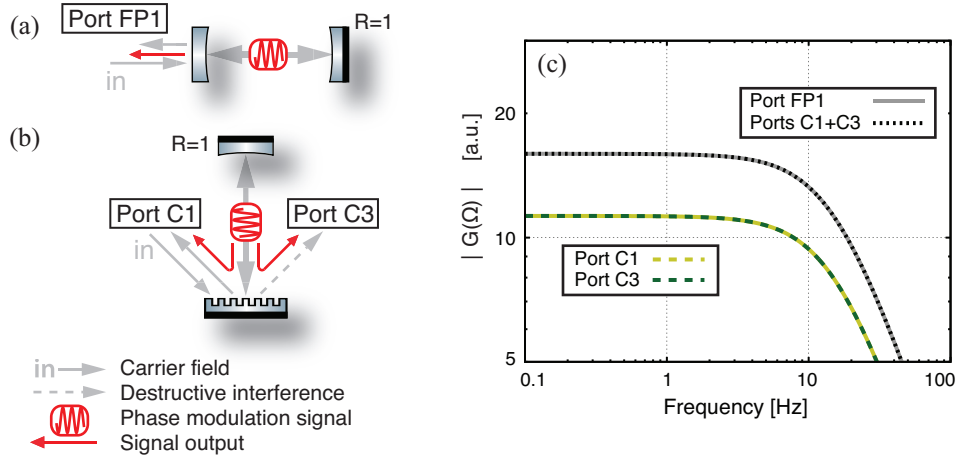 (a)
Port FP1
R=1
in
(b)
R=1
Port C1
Port C3
in
in
Carrier field
Destructive interference
Phase modulation signal
Signal output
(c)
Port FP1
Ports C1+C3
Port C1
Port C3
| G(Ω) | [a.u.]
20
10
5
0.1
1
10
100
Frequency [Hz]